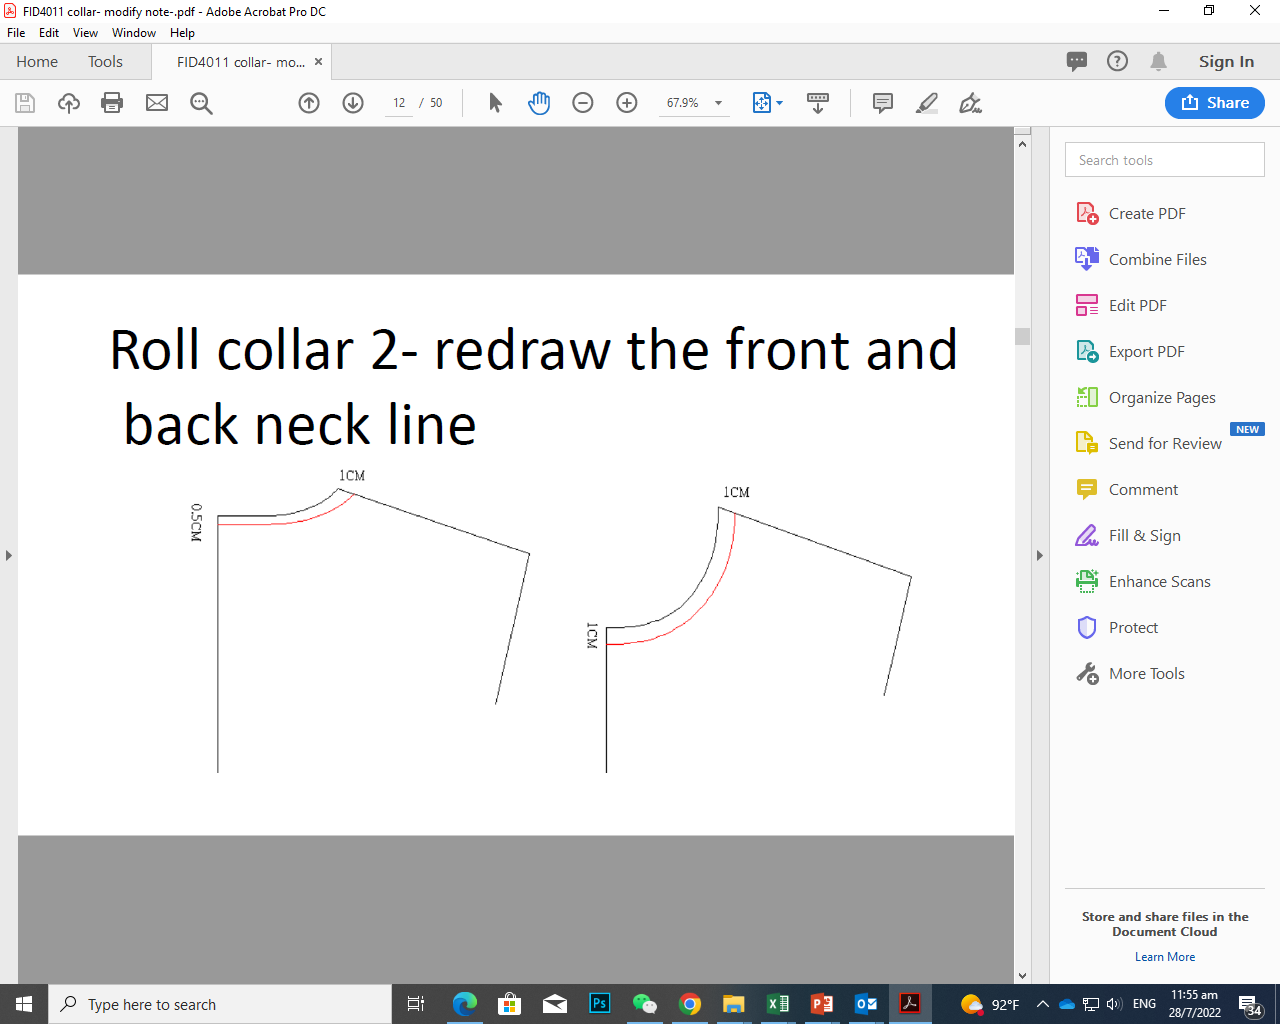 FID4011 collar- modify note-.pdf - Adobe Acrobat Pro DC
File Edit View Window Help
Home Tools FID4011 collar- mo... ×
Sign In
12 / 50
67.9%
Share
Roll collar 2- redraw the front and
back neck line
1CM
0.5CM
1CM
1CM
Search tools
Create PDF
Combine Files
Edit PDF
Export PDF
Organize Pages
NEW
Send for Review
Comment
Fill & Sign
Enhance Scans
Protect
More Tools
Store and share files in the
Document Cloud
Learn More
Type here to search
Ps
92°F
ENG
11:55 am
28/7/2022
34